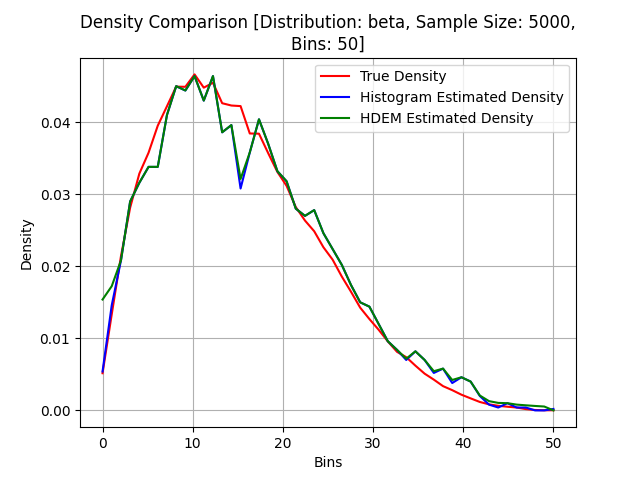 Density Comparison [Distribution: beta, Sample Size: 5000,
Bins: 50]
True Density
Histogram Estimated Density
HDEM Estimated Density
Density
0.04
0.03
0.02
0.01
0.00
0
10
20
30
40
50
Bins